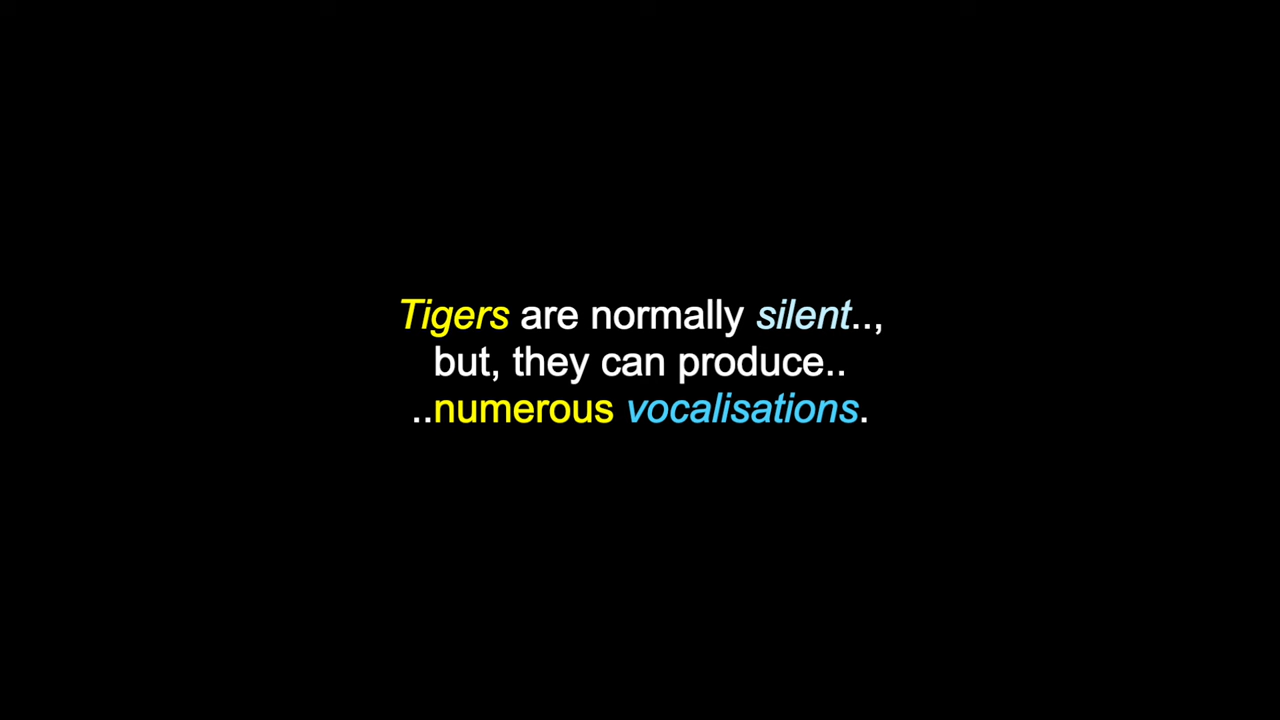 Tigers are normally silent..,
but, they can produce..
..numerous vocalisations.